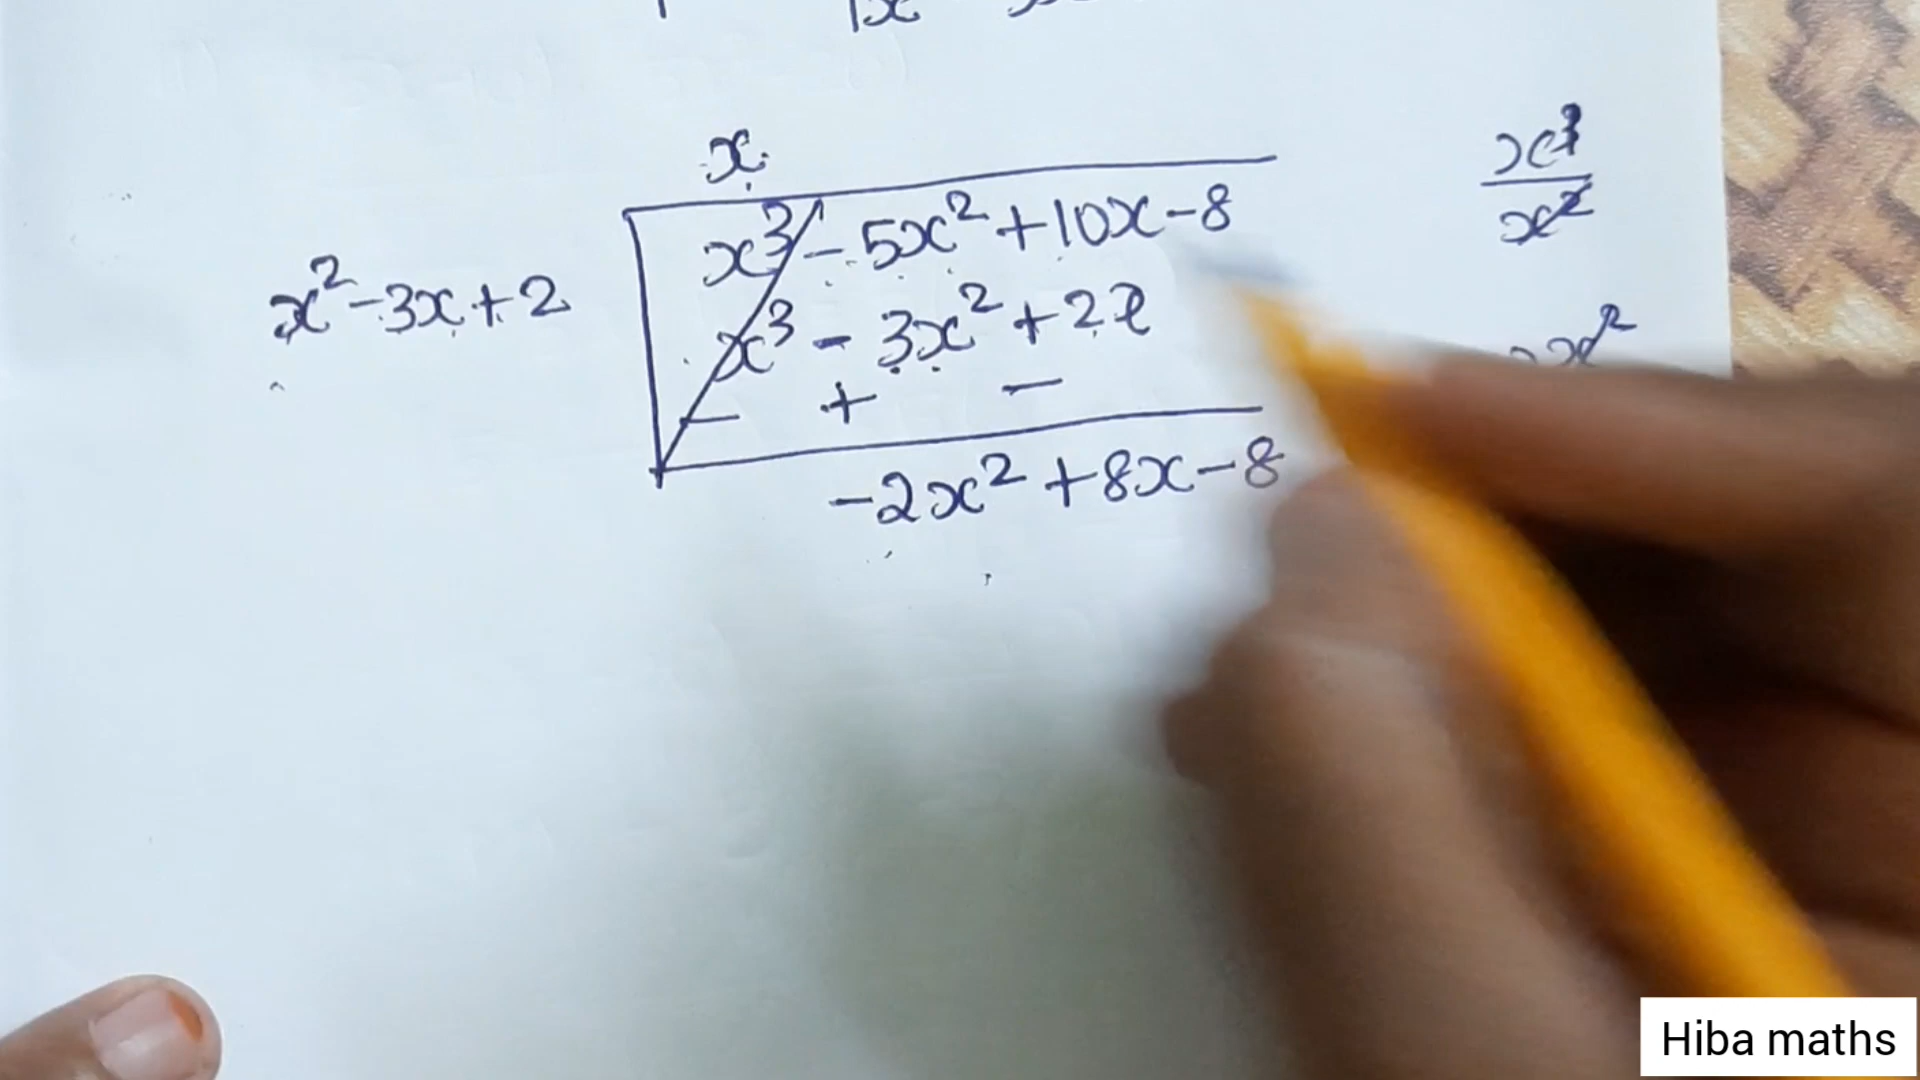 x
x² - 3x + 2
x³ - 5x² + 10x - 8
x³ - 3x² + 2x
- + -
-2x² + 8x - 8
x³
x²
Hiba maths